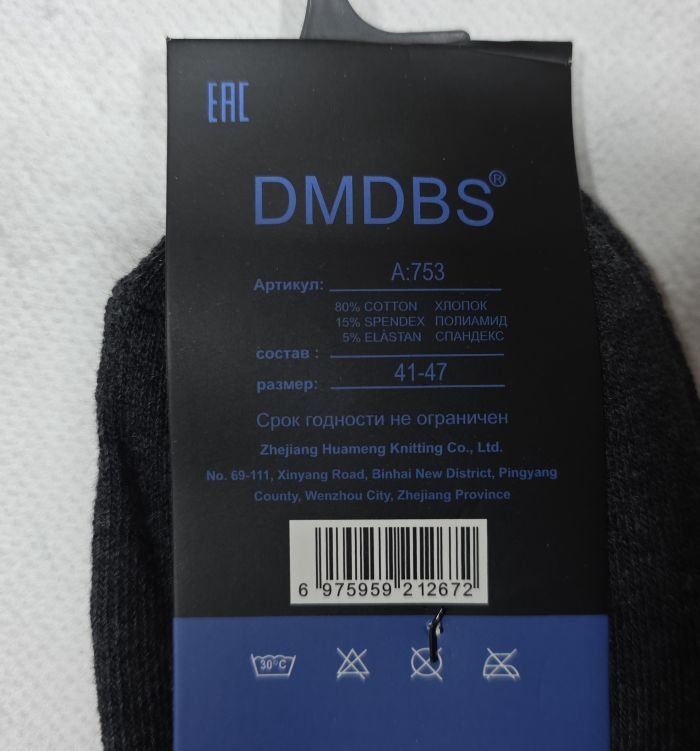 EAC
DMDBS®
Артикул: A:753
80% COTTON ХЛОПОК
15% SPENDEX ПОЛИАМИД
5% ELASTAN СПАНДЕКС
состав :
размер: 41-47
Срок годности не ограничен
Zhejiang Huameng Knitting Co., Ltd.
No. 69-111, Xinyang Road, Binhai New District, Pingyang
County, Wenzhou City, Zhejiang Province
6 975959 212672
30°C